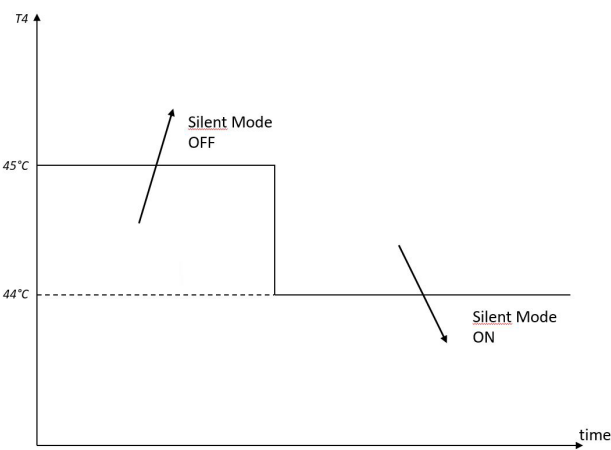 T4
Silent Mode
OFF
45°C
44°C
Silent Mode
ON
time